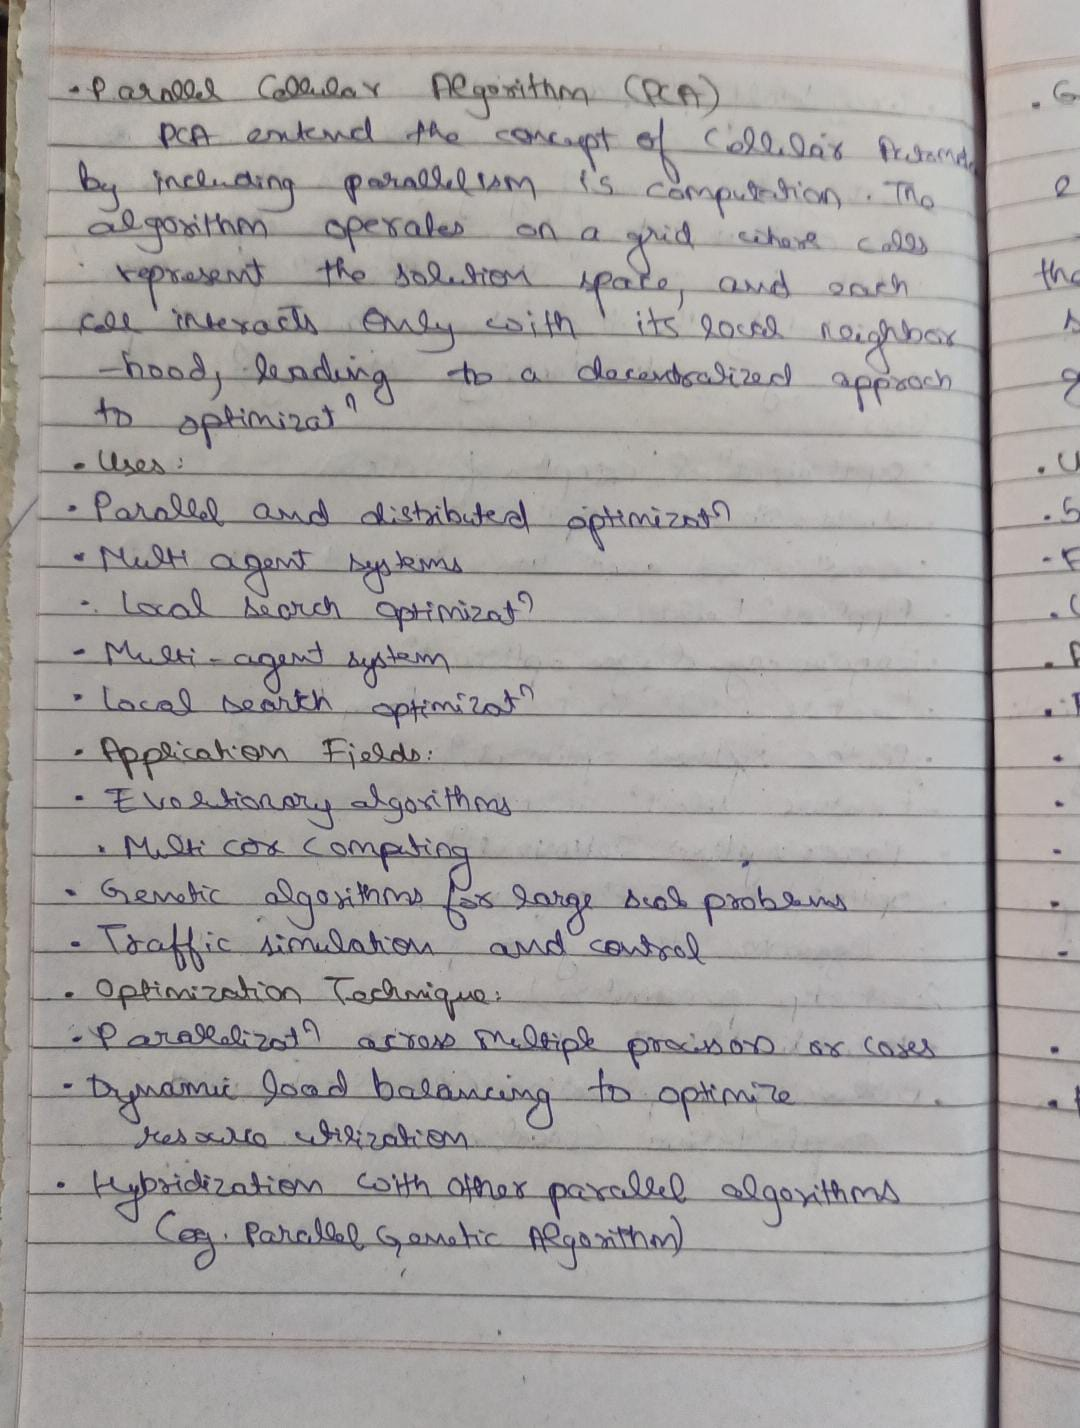 • Parallel Cellular Algorithm (PCA)
PCA extend the concept of Cellular
by including parallelism is computation. The
algorithm operates on a grid where cells
represent the solution space, and each
cell interacts only with its local neighbor
-hood, leading to a decentralized approch
to optimizatⁿ
• Uses:
• Parallel and distributed optimizatⁿ
• Multi agent systems
• Local search optimizatⁿ
• Multi-agent system
• Local search optimizatⁿ
• Application Fields:
• Evolutionary algorithms
• Multi core computing
• Genetic algorithms for large scale problems
• Traffic simulation and control
• Optimization Technique:
• Parallelizatⁿ across multiple or cores
• Dynamic load balancing to optimize
resource utilization
• Hybridization with other parallel algorithms
(eg. Parallel Genetic Algorithm)